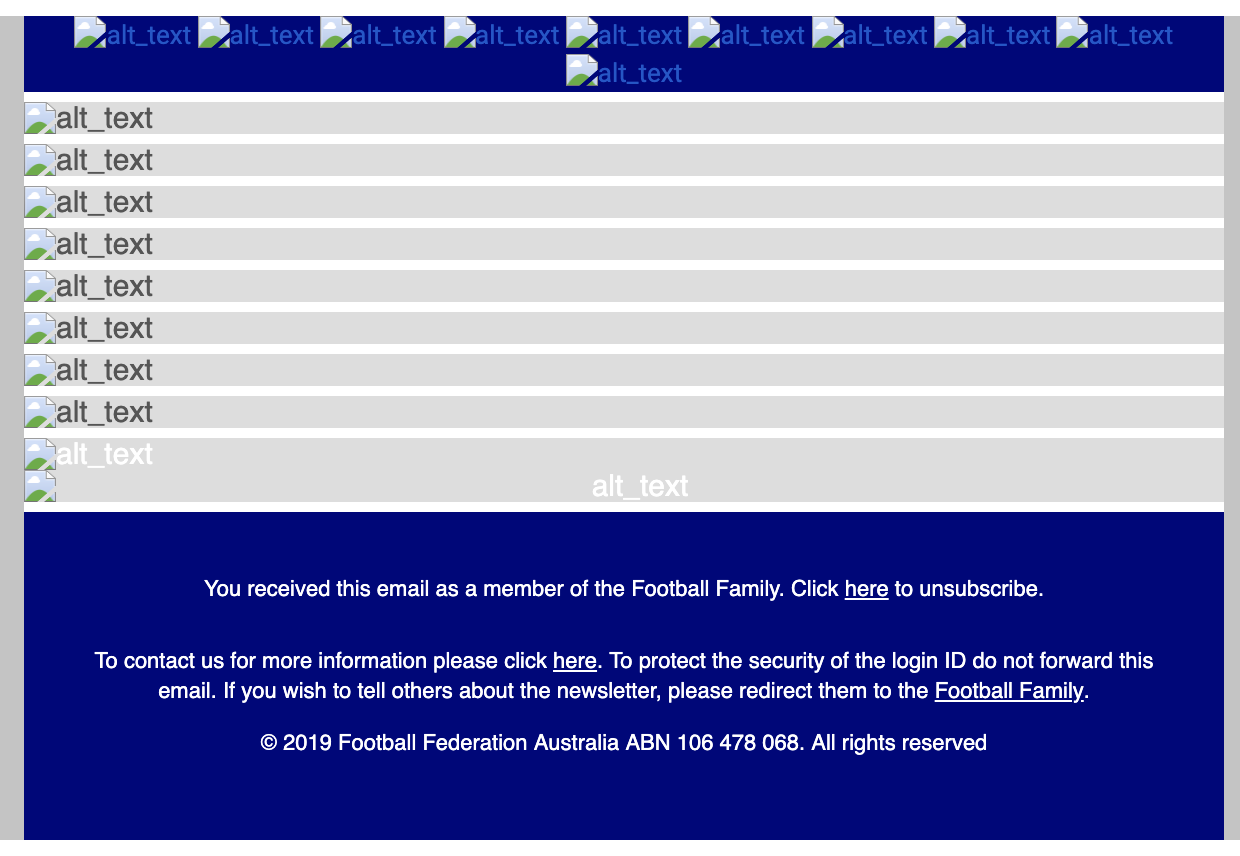 alt_text alt_text alt_text alt_text alt_text alt_text alt_text alt_text alt_text
alt_text
alt_text
alt_text
alt_text
alt_text
alt_text
alt_text
alt_text
alt_text
alt_text
alt_text
You received this email as a member of the Football Family. Click here to unsubscribe.
To contact us for more information please click here. To protect the security of the login ID do not forward this
email. If you wish to tell others about the newsletter, please redirect them to the Football Family.
© 2019 Football Federation Australia ABN 106 478 068. All rights reserved